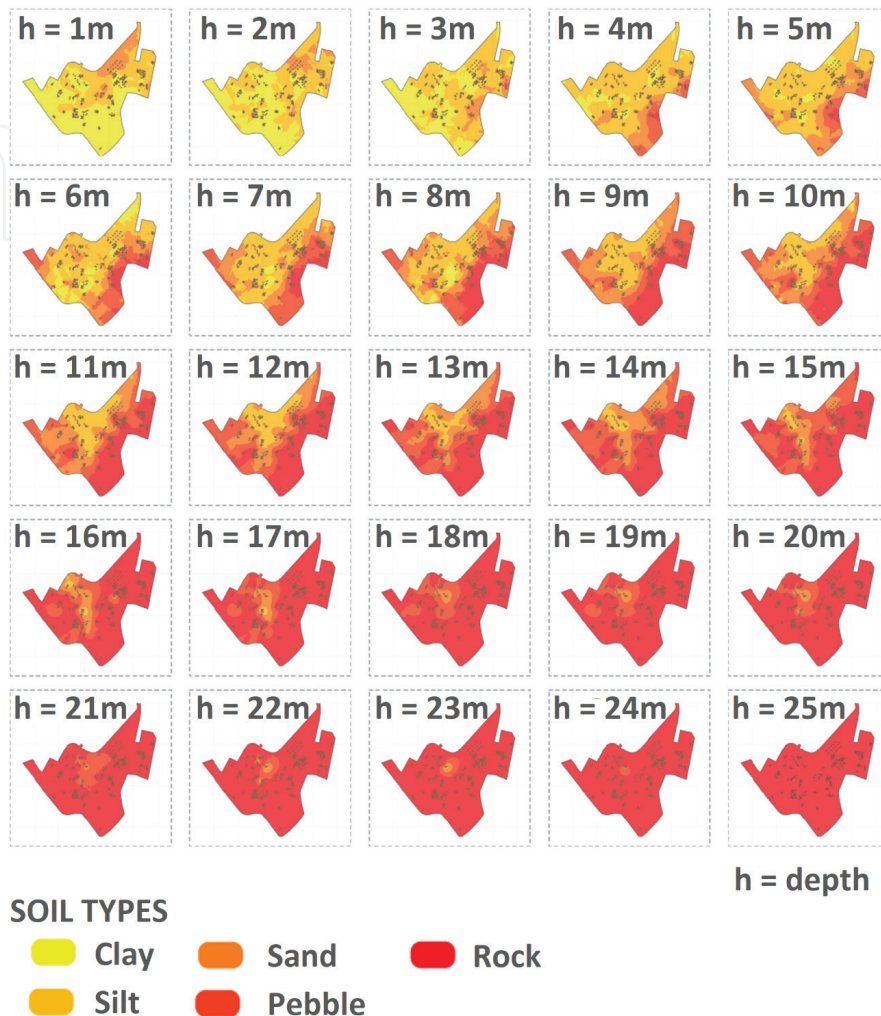 h = 1m h = 2m h = 3m h = 4m h = 5m
h = 6m h = 7m h = 8m h = 9m h = 10m
h = 11m h = 12m h = 13m h = 14m h = 15m
h = 16m h = 17m h = 18m h = 19m h = 20m
h = 21m h = 22m h = 23m h = 24m h = 25m
h = depth
SOIL TYPES
Clay Sand Rock
Silt Pebble